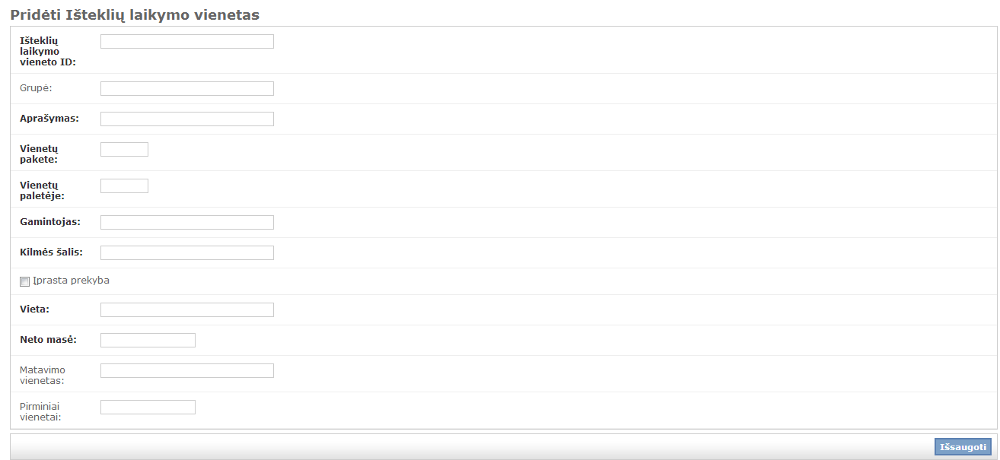 Pridėti Išteklių laikymo vienetas
Išteklių
laikymo
vieneto ID:
Grupė:
Aprašymas:
Vienetų
pakete:
Vienetų
paletėje:
Gamintojas:
Kilmės šalis:
Įprasta prekyba
Vieta:
Neto masė:
Matavimo
vienetas:
Pirminiai
vienetai:
Išsaugoti